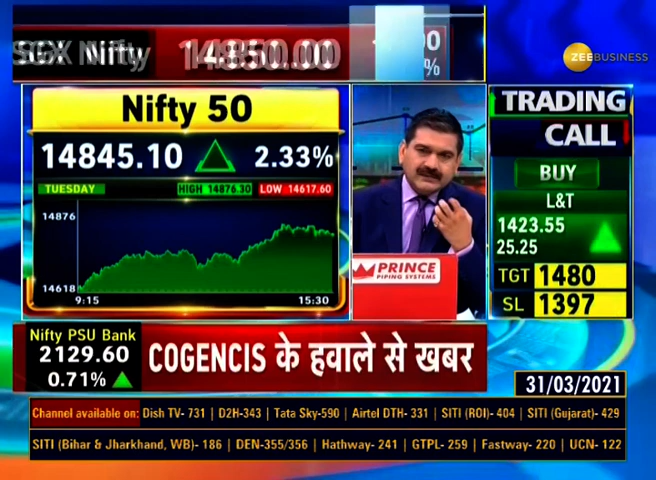 SGX Nifty 14850.00
%
ZEE BUSINESS
Nifty 50
14845.10 2.33%
TUESDAY HIGH 14876.30 LOW 14617.60
14876
14618
9:15 15:30
PRINCE
PIPING SYSTEMS
TRADING
CALL
BUY
L&T
1423.55
25.25
TGT 1480
SL 1397
Nifty PSU Bank
2129.60
0.71%
COGENCIS के हवाले से खबर
31/03/2021
Channel available on: Dish TV- 731 | D2H-343 | Tata Sky-590 | Airtel DTH- 331 | SITI (ROI)- 404 | SITI (Gujarat)- 429
SITI (Bihar & Jharkhand, WB)- 186 | DEN-355/356 | Hathway- 241 | GTPL- 259 | Fastway- 220 | UCN- 122